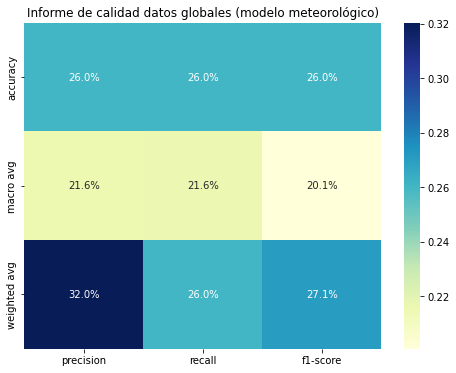 Informe de calidad datos globales (modelo meteorológico)
accuracy
26.0% 26.0% 26.0%
macro avg
21.6% 21.6% 20.1%
weighted avg
32.0% 26.0% 27.1%
precision recall f1-score
0.32
0.30
0.28
0.26
0.24
0.22